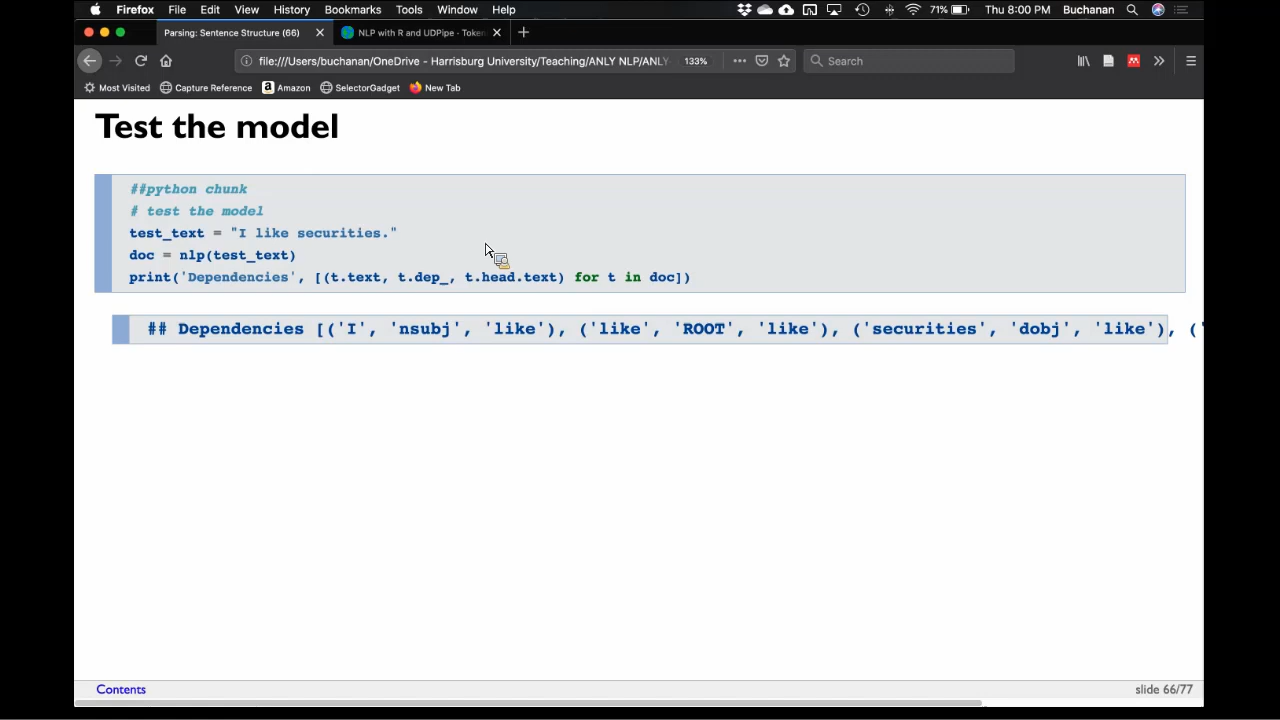 Firefox File Edit View History Bookmarks Tools Window Help 71% Thu 8:00 PM Buchanan
Parsing: Sentence Structure (66) NLP with R and UDPipe - Token
file:///Users/buchanan/OneDrive - Harrisburg University/Teaching/ANLY NLP/ANLY 133% Search
Most Visited Capture Reference Amazon SelectorGadget New Tab
Test the model
##python chunk
# test the model
test_text = "I like securities."
doc = nlp(test_text)
print('Dependencies', [(t.text, t.dep_, t.head.text) for t in doc])
## Dependencies [('I', 'nsubj', 'like'), ('like', 'ROOT', 'like'), ('securities', 'dobj', 'like'), ('
Contents slide 66/77